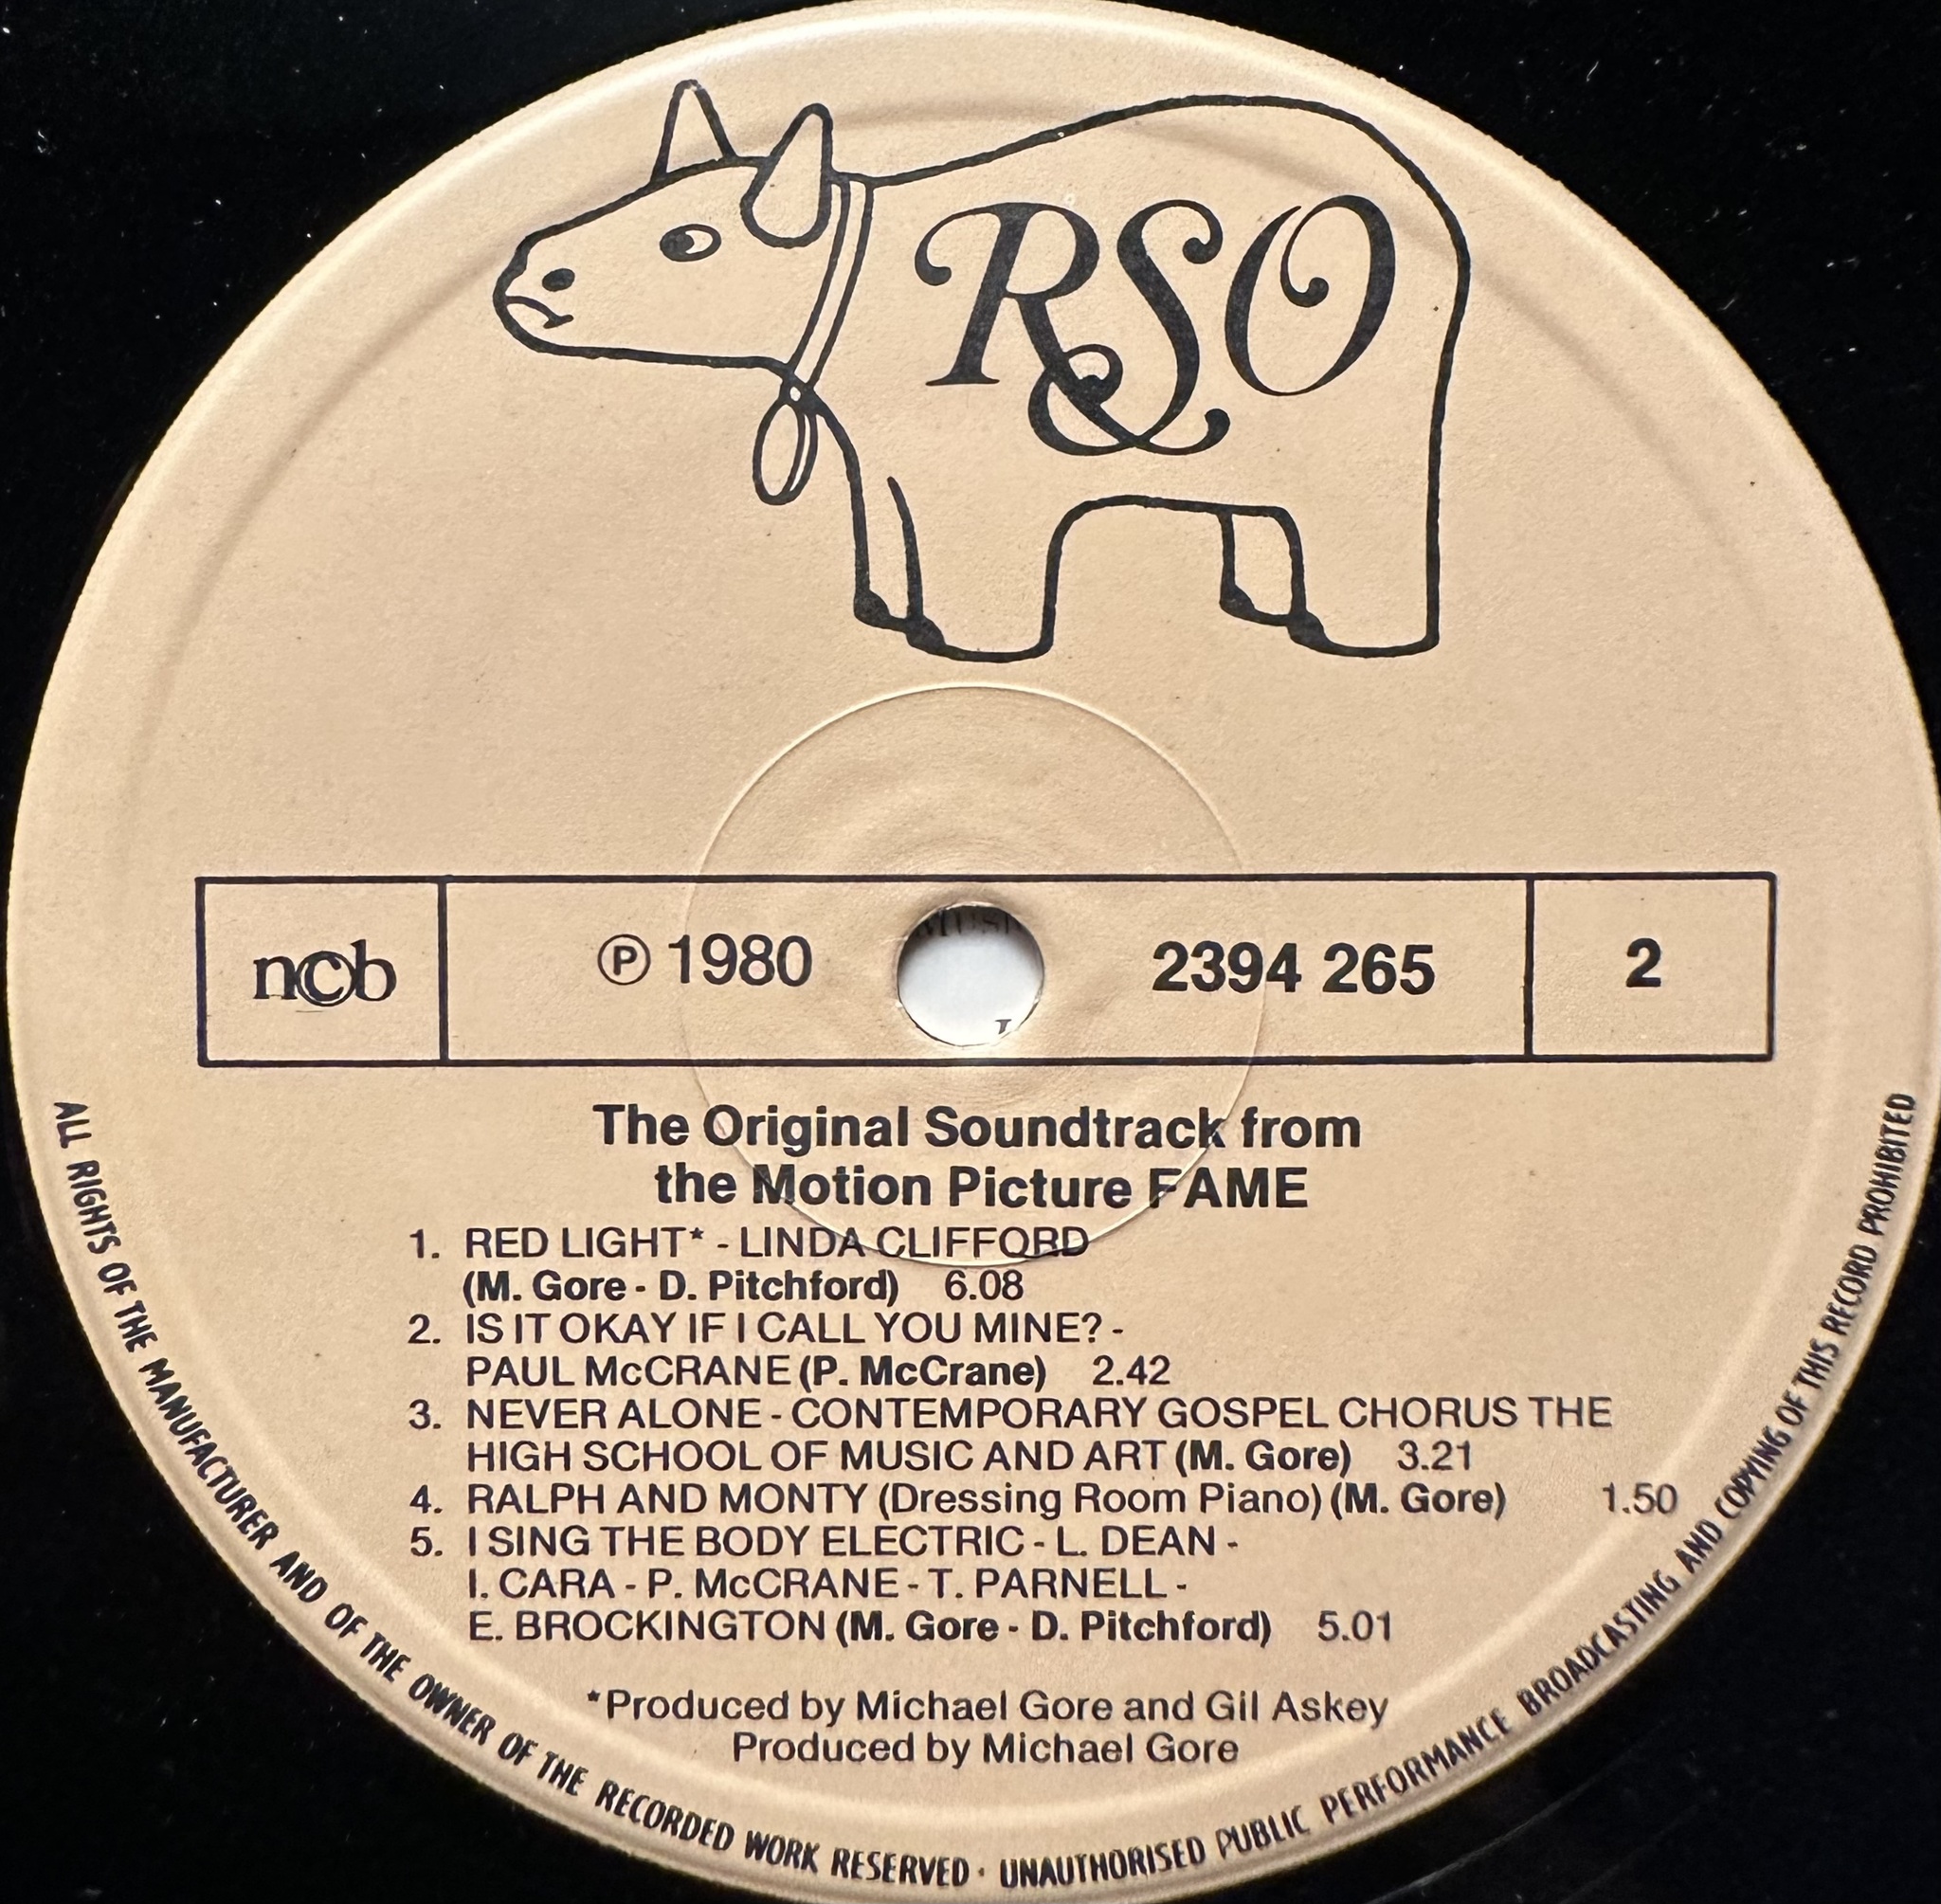 RSO
ncb
℗ 1980
2394 265
2
The Original Soundtrack from
the Motion Picture FAME
1. RED LIGHT* - LINDA CLIFFORD
(M. Gore - D. Pitchford) 6.08
2. IS IT OKAY IF I CALL YOU MINE? -
PAUL McCRANE (P. McCrane) 2.42
3. NEVER ALONE - CONTEMPORARY GOSPEL CHORUS THE
HIGH SCHOOL OF MUSIC AND ART (M. Gore) 3.21
4. RALPH AND MONTY (Dressing Room Piano) (M. Gore) 1.50
5. I SING THE BODY ELECTRIC - L. DEAN -
I. CARA - P. McCRANE - T. PARNELL -
E. BROCKINGTON (M. Gore - D. Pitchford) 5.01
*Produced by Michael Gore and Gil Askey
Produced by Michael Gore
ALL RIGHTS OF THE MANUFACTURER AND OF THE OWNER OF THE RECORDED WORK RESERVED · UNAUTHORISED PUBLIC PERFORMANCE BROADCASTING AND COPYING OF THIS RECORD PROHIBITED